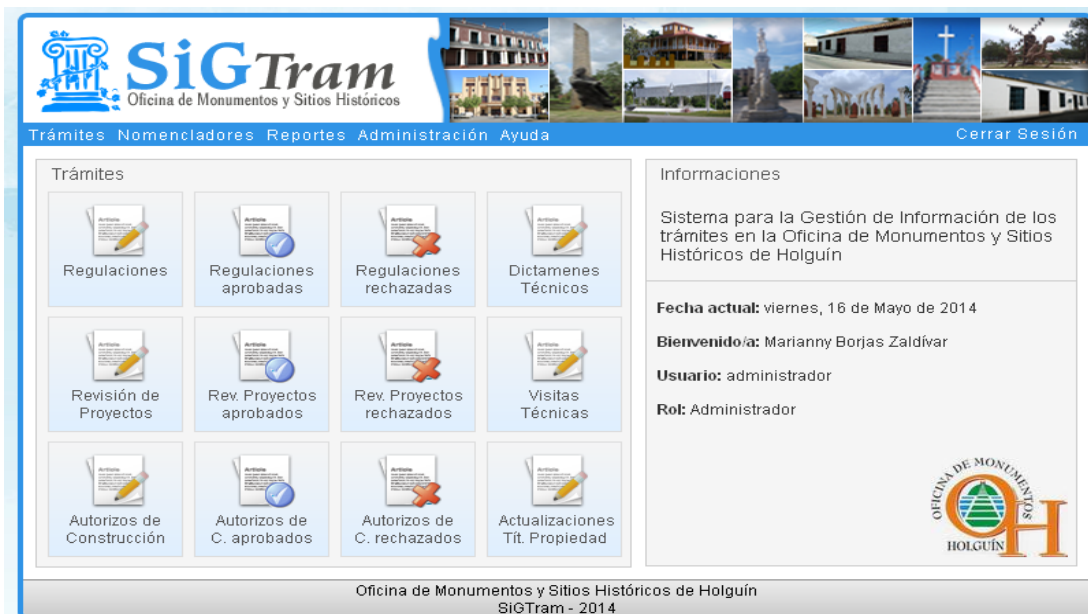 SiGTram
Oficina de Monumentos y Sitios Históricos
Trámites Nomencladores Reportes Administración Ayuda
Cerrar Sesión
Trámites
Regulaciones
Regulaciones
aprobadas
Regulaciones
rechazadas
Dictamenes
Técnicos
Revisión de
Proyectos
Rev. Proyectos
aprobados
Rev. Proyectos
rechazados
Visitas
Técnicas
Autorizos de
Construcción
Autorizos de
C. aprobados
Autorizos de
C. rechazados
Actualizaciones
Tít. Propiedad
Informaciones
Sistema para la Gestión de Información de los
trámites en la Oficina de Monumentos y Sitios
Históricos de Holguín
Fecha actual: viernes, 16 de Mayo de 2014
Bienvenido/a: Marianny Borjas Zaldívar
Usuario: administrador
Rol: Administrador
OFICINA DE MONUMENTOS
HOLGUÍN
Oficina de Monumentos y Sitios Históricos de Holguín
SiGTram - 2014